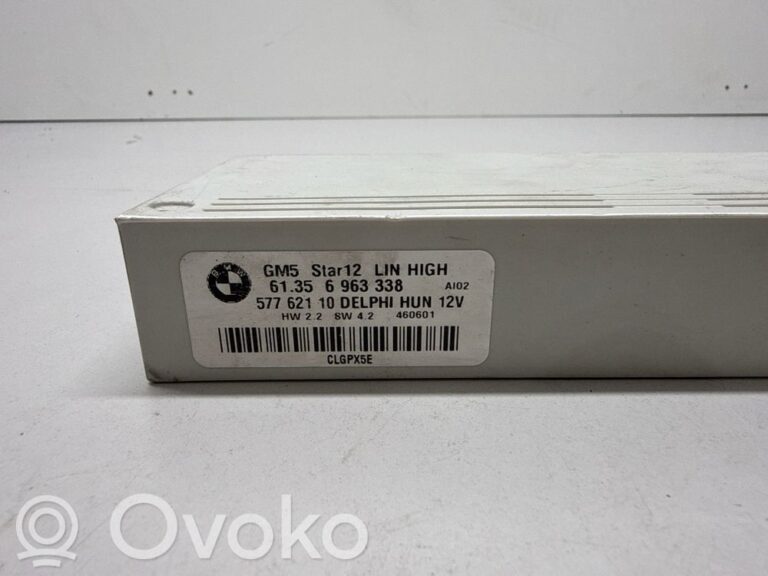 BMW
GM5 Star12 LIN HIGH
61.35 6 963 338 AI02
577 621 10 DELPHI HUN 12V
HW 2.2 SW 4.2 460601
CLGPX5E
Ovoko